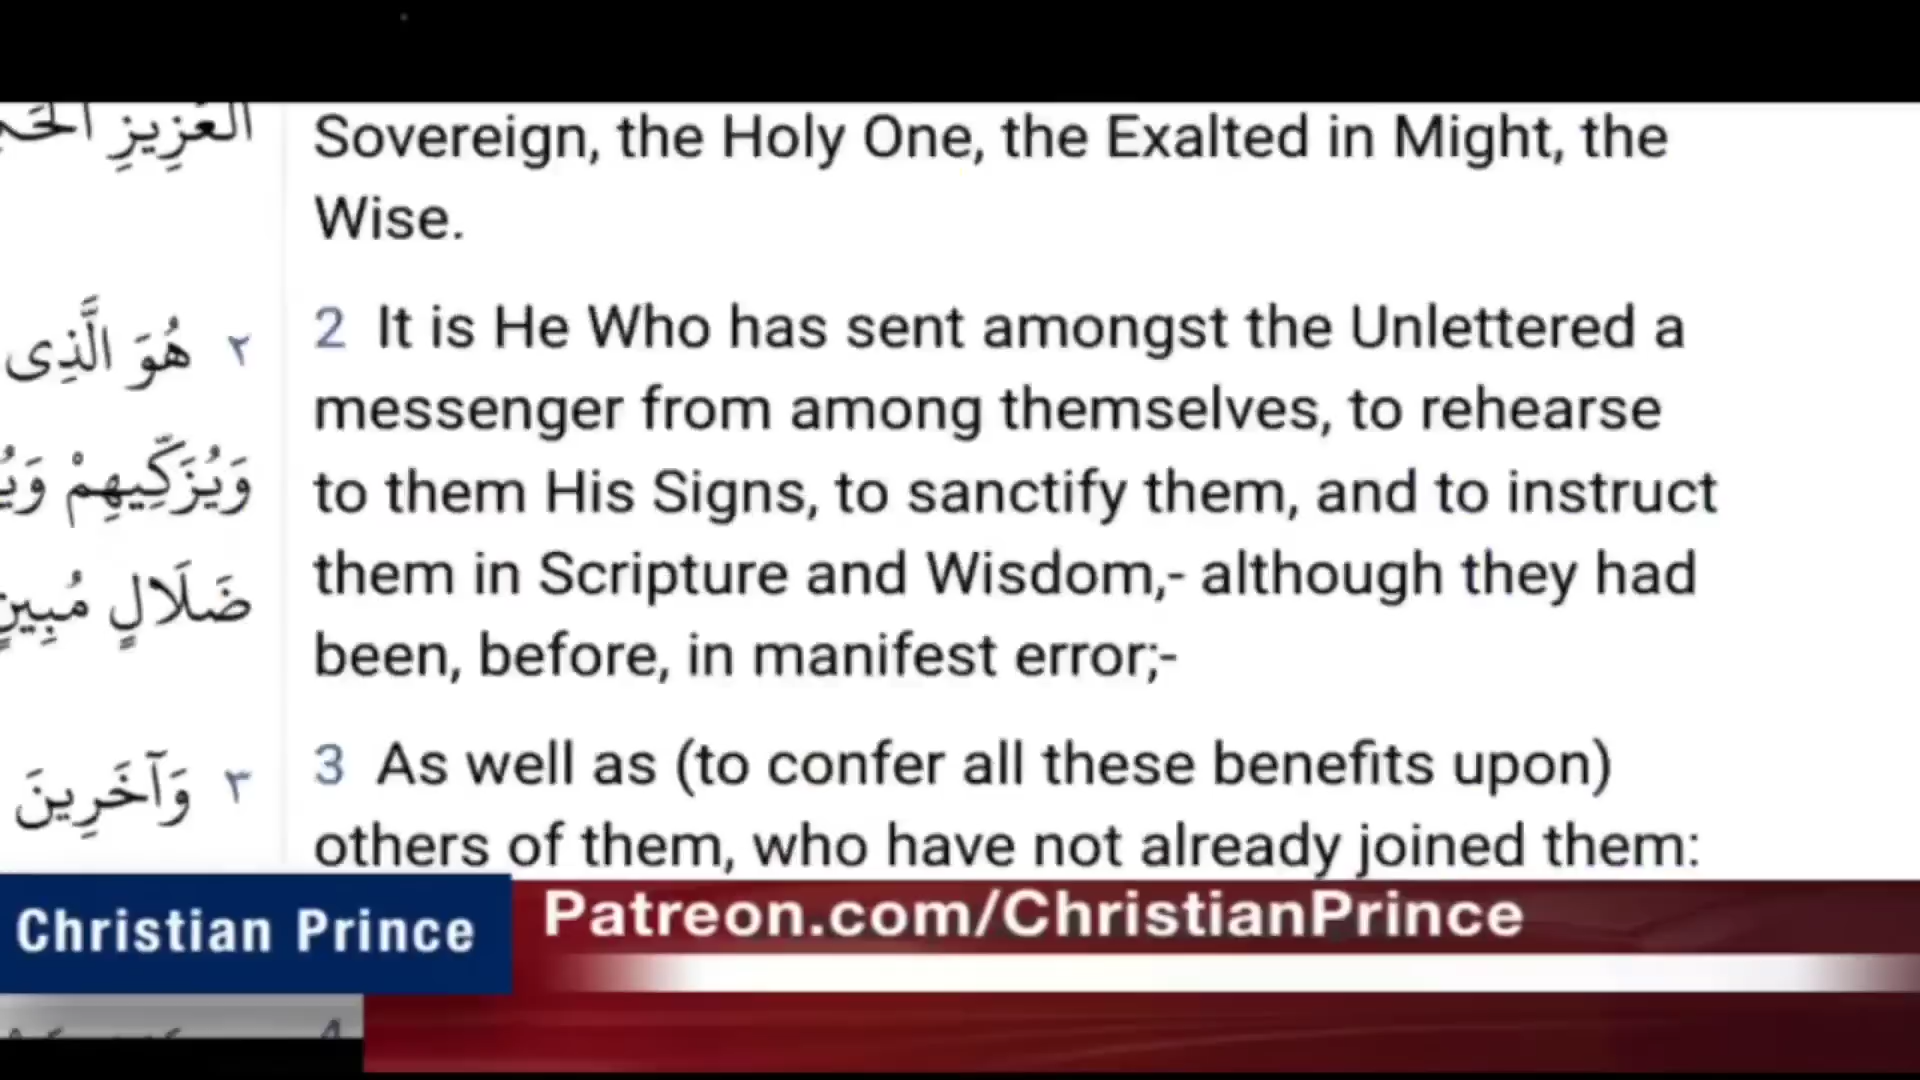 العزيز
Sovereign, the Holy One, the Exalted in Might, the
Wise.
٢ هُوَ الَّذِى
2 It is He Who has sent amongst the Unlettered a
messenger from among themselves, to rehearse
وَيُزَكِّيهِمْ
to them His Signs, to sanctify them, and to instruct
ضَلَالٍ مُبِينٍ
them in Scripture and Wisdom,- although they had
been, before, in manifest error;-
٣ وَآخَرِينَ
3 As well as (to confer all these benefits upon)
others of them, who have not already joined them:
Christian Prince
Patreon.com/ChristianPrince